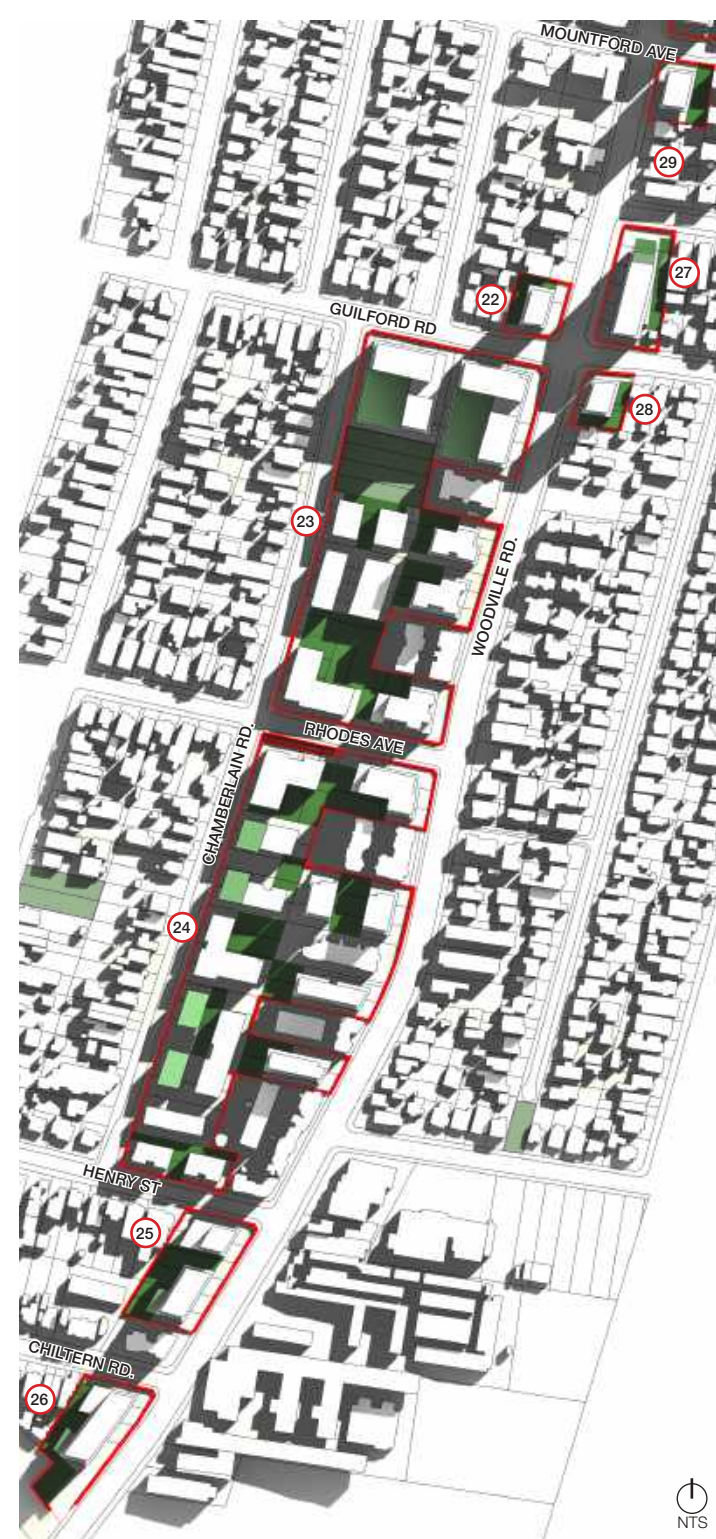 MOUNTFORD AVE
29
27
22
GUILFORD RD
28
23
WOODVILLE RD.
RHODES AVE
CHAMBERLAIN RD.
24
HENRY ST
25
CHILTERN RD.
26
NTS